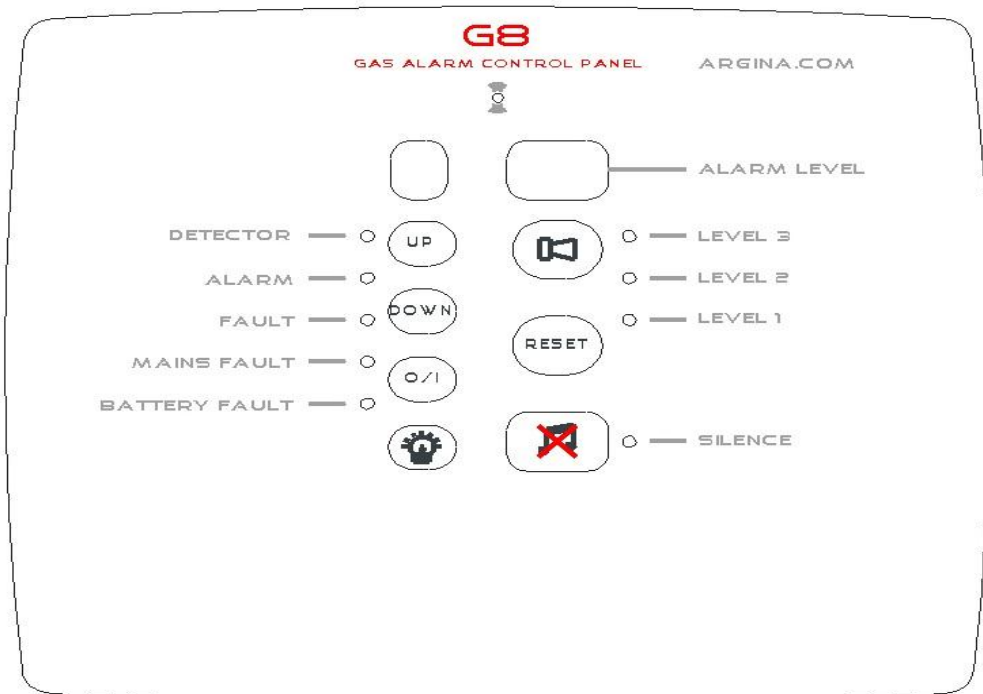 G8
GAS ALARM CONTROL PANEL
ARGINA.COM
ALARM LEVEL
DETECTOR
UP
LEVEL 3
ALARM
LEVEL 2
FAULT
DOWN
LEVEL 1
RESET
MAINS FAULT
O/I
BATTERY FAULT
SILENCE